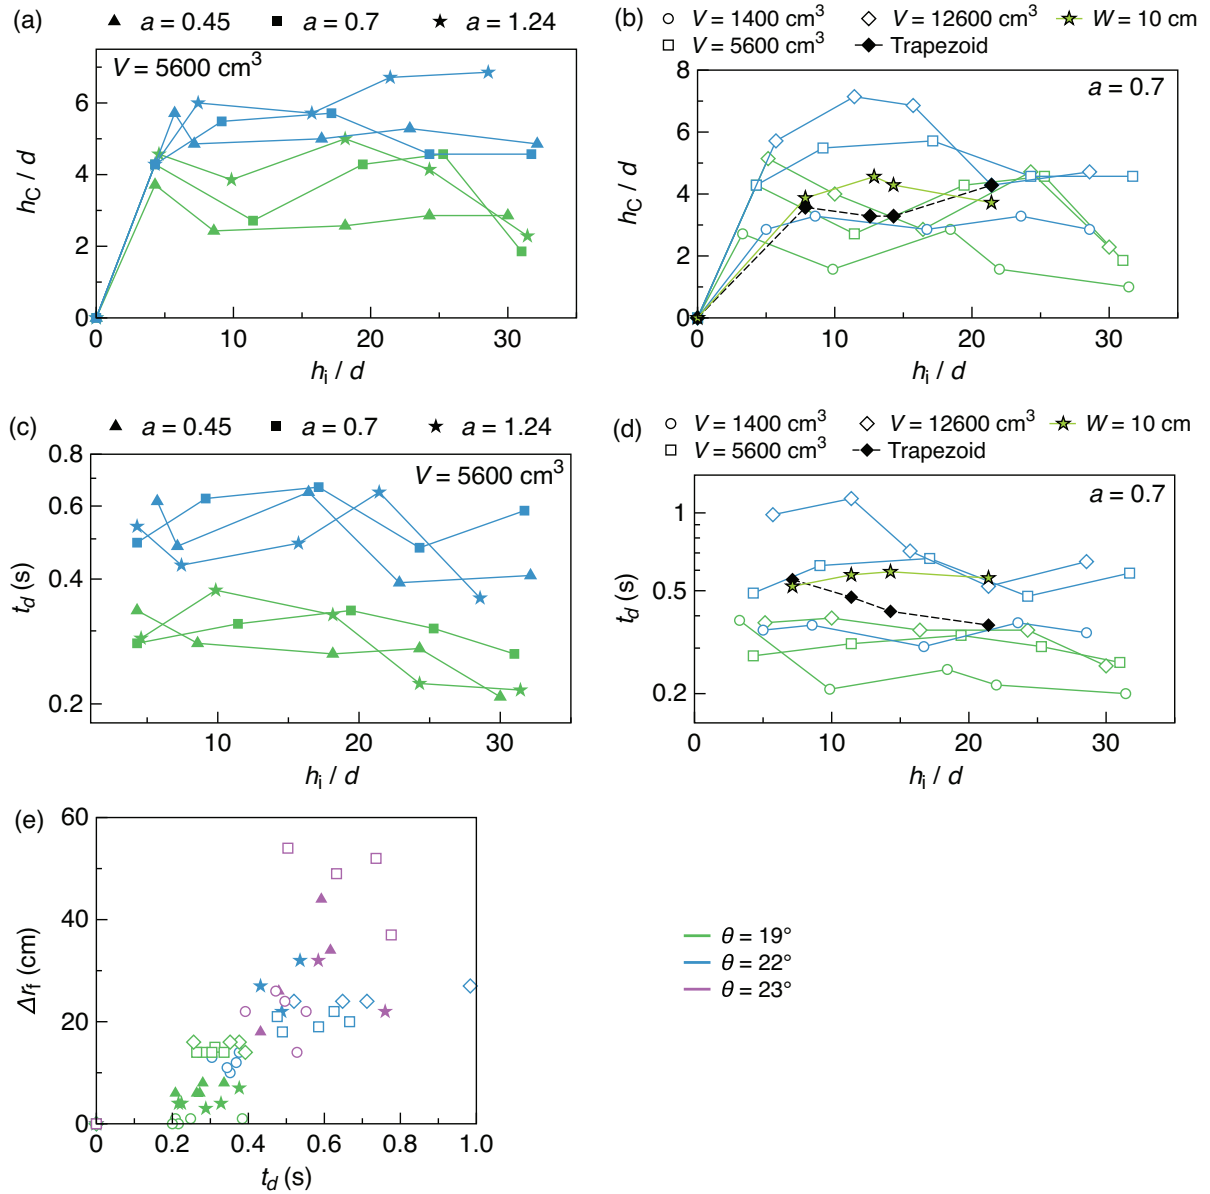 (a) ▲ a = 0.45 ■ a = 0.7 ★ a = 1.24
V = 5600 cm³
6
4
2
0
h_C / d
0 10 20 30
h_i / d
(b) ○ V = 1400 cm³ ◇ V = 12600 cm³ ☆ W = 10 cm
□ V = 5600 cm³ ◆ Trapezoid
a = 0.7
8
6
4
2
0
h_C / d
0 10 20 30
h_i / d
(c) ▲ a = 0.45 ■ a = 0.7 ★ a = 1.24
V = 5600 cm³
0.8
0.6
0.4
0.2
t_d (s)
10 20 30
h_i / d
(d) ○ V = 1400 cm³ ◇ V = 12600 cm³ ☆ W = 10 cm
□ V = 5600 cm³ ◆ Trapezoid
a = 0.7
1
0.5
0.2
t_d (s)
0 10 20 30
h_i / d
(e)
60
40
20
0
Δr_f (cm)
0 0.2 0.4 0.6 0.8 1.0
t_d (s)
θ = 19°
θ = 22°
θ = 23°